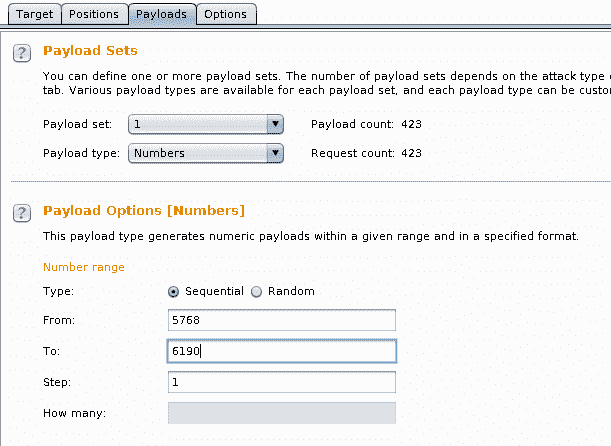 Target Positions Payloads Options
? Payload Sets
You can define one or more payload sets. The number of payload sets depends on the attack type
tab. Various payload types are available for each payload set, and each payload type can be
Payload set: 1 Payload count: 423
Payload type: Numbers Request count: 423
? Payload Options [Numbers]
This payload type generates numeric payloads within a given range and in a specified format.
Number range
Type: Sequential Random
From: 5768
To: 6190
Step: 1
How many: